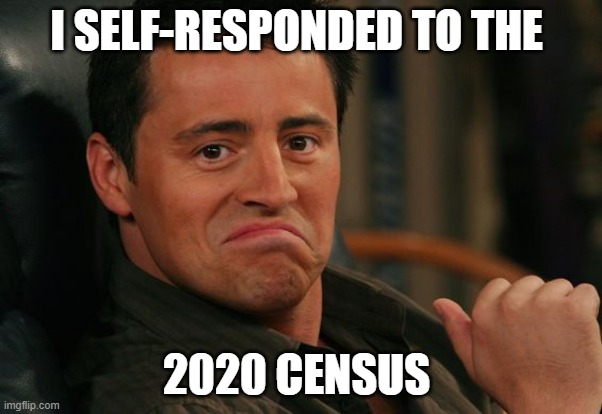 I SELF-RESPONDED TO THE
2020 CENSUS
imgflip.com